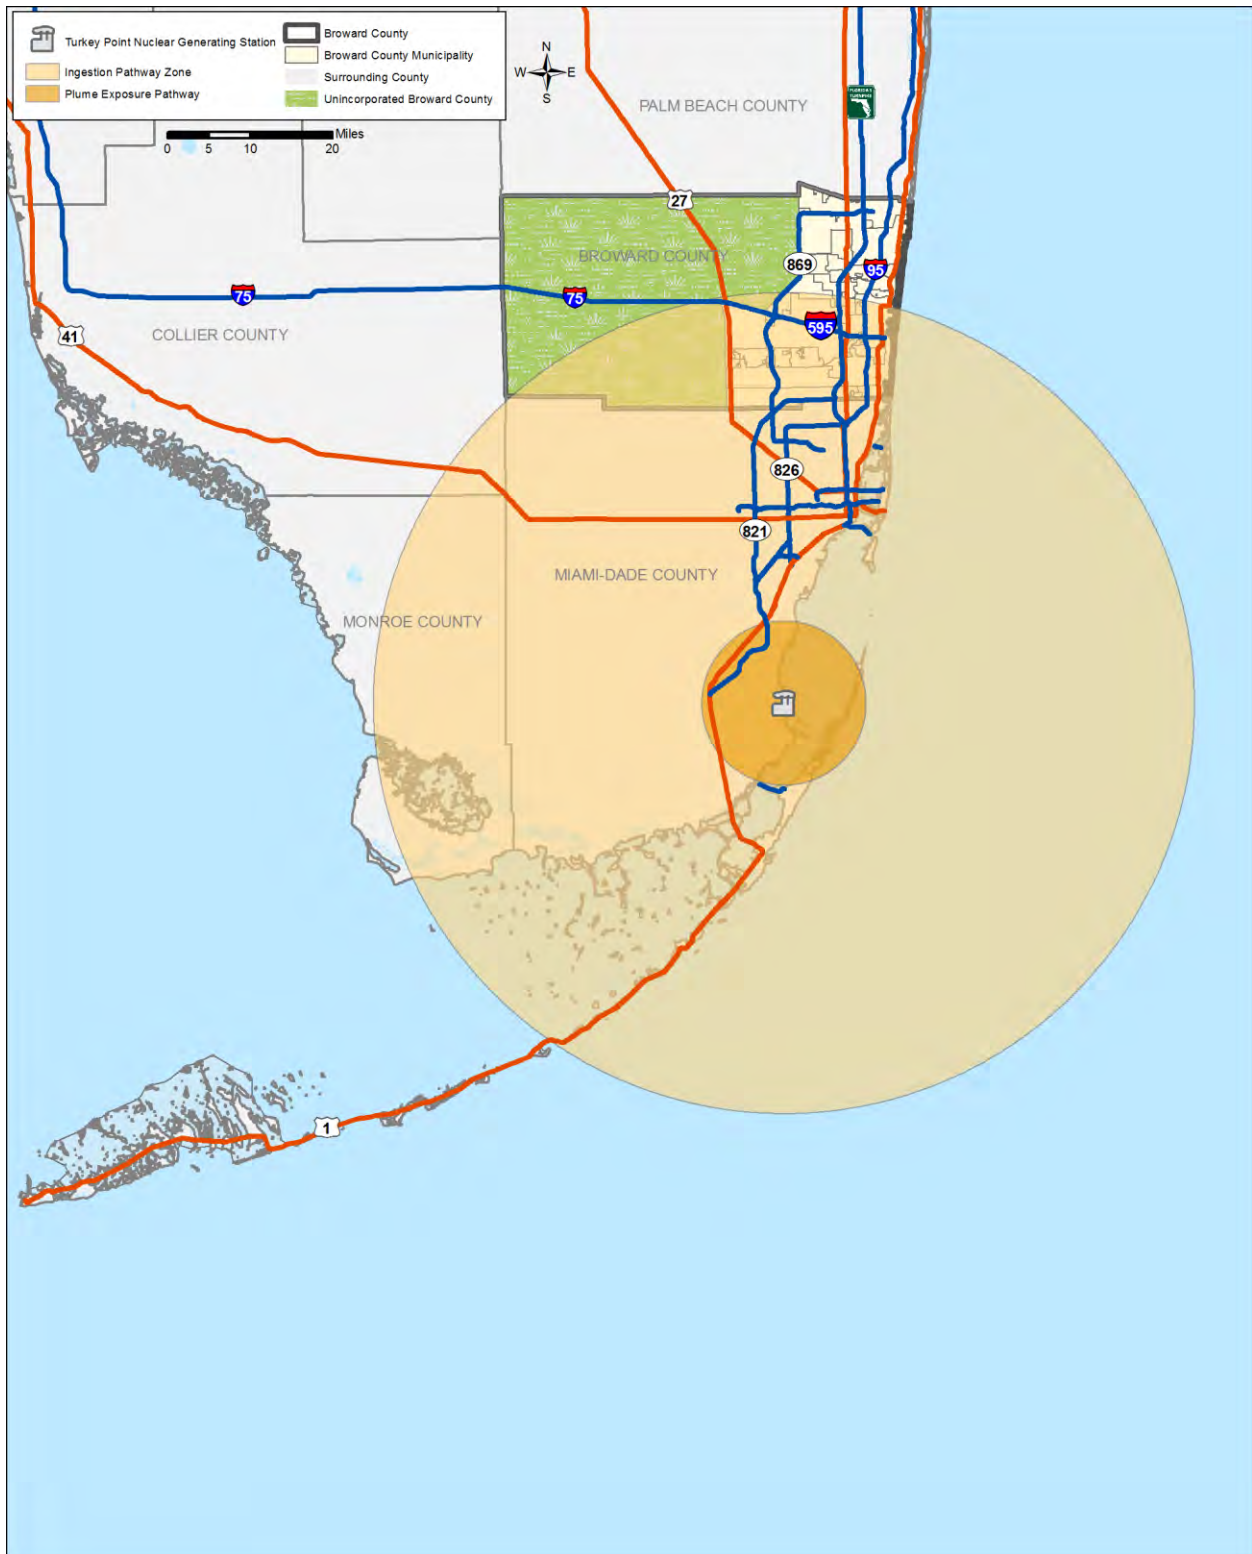 Turkey Point Nuclear Generating Station
Ingestion Pathway Zone
Plume Exposure Pathway
Broward County
Broward County Municipality
Surrounding County
Unincorporated Broward County
N
W E
S
0 5 10 20
Miles
PALM BEACH COUNTY
27
BROWARD COUNTY
869
95
75
75
595
41
COLLIER COUNTY
826
821
MIAMI-DADE COUNTY
MONROE COUNTY
1